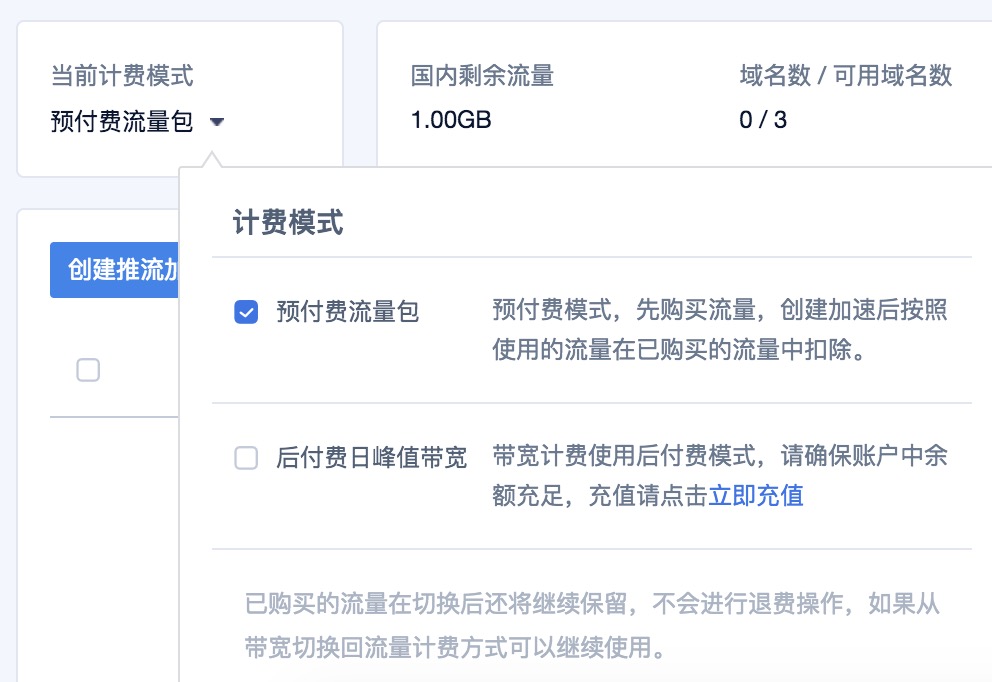 当前计费模式
预付费流量包
国内剩余流量
1.00GB
域名数 / 可用域名数
0 / 3
计费模式
创建推流加
预付费流量包
预付费模式，先购买流量，创建加速后按照
使用的流量在已购买的流量中扣除。
后付费日峰值带宽
带宽计费使用后付费模式，请确保账户中余
额充足，充值请点击立即充值
已购买的流量在切换后还将继续保留，不会进行退费操作，如果从
带宽切换回流量计费方式可以继续使用。